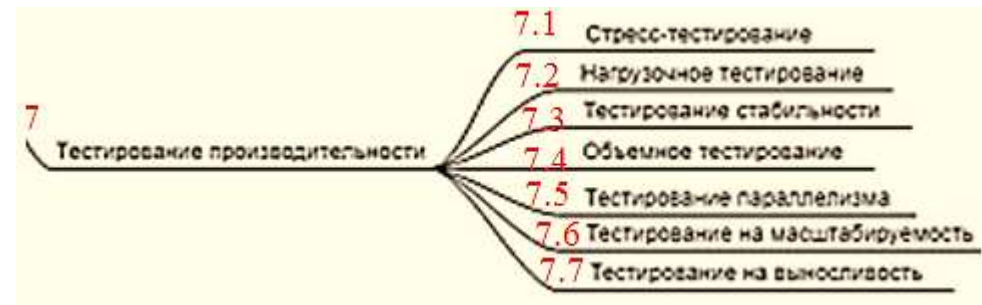 7.1 Стресс-тестирование
7.2 Нагрузочное тестирование
7.3 Тестирование стабильности
7 Тестирование производительности
7.4 Объемное тестирование
7.5 Тестирование параллелизма
7.6 Тестирование на масштабируемость
7.7 Тестирование на выносливость